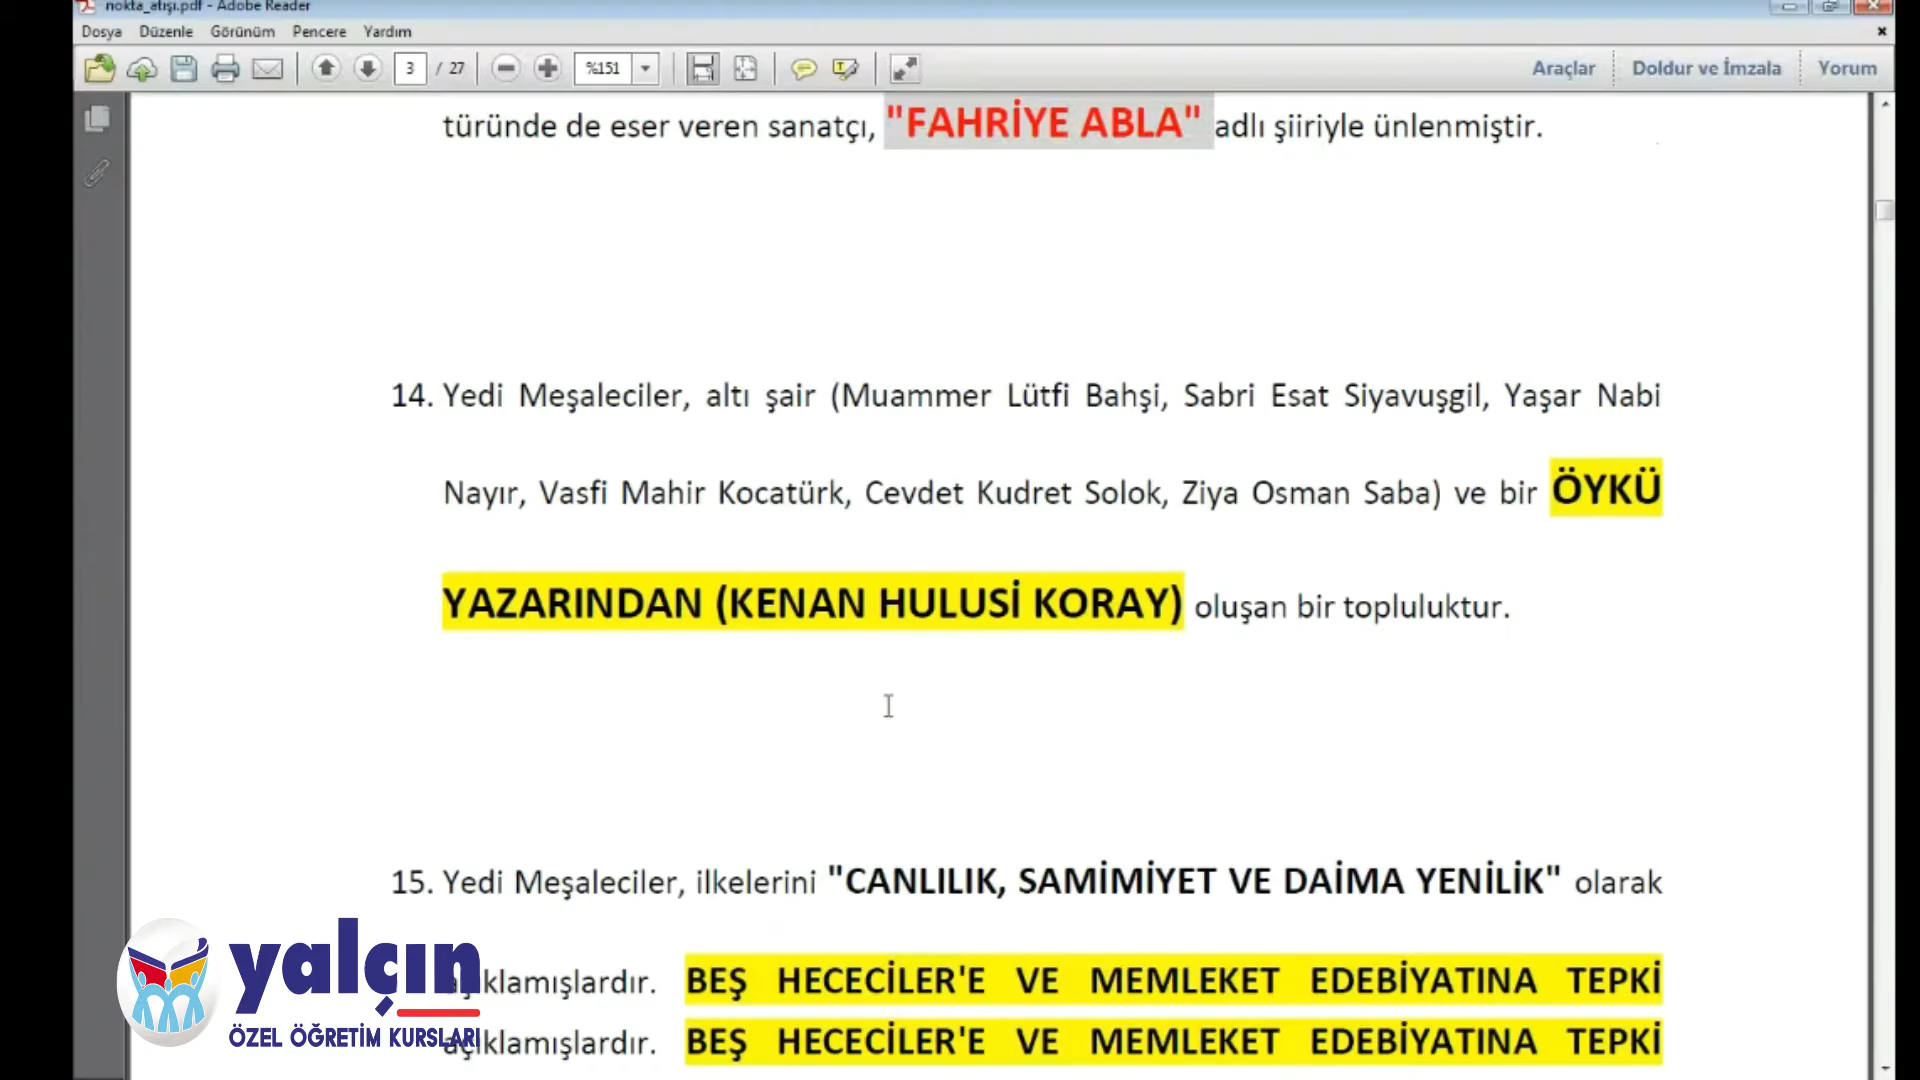 nokta_atışı.pdf - Adobe Reader
Dosya Düzenle Görünüm Pencere Yardım
3 / 27 %151 Araçlar Doldur ve İmzala Yorum
türünde de eser veren sanatçı, "FAHRİYE ABLA" adlı şiiriyle ünlenmiştir.
14. Yedi Meşaleciler, altı şair (Muammer Lütfi Bahşi, Sabri Esat Siyavuşgil, Yaşar Nabi
Nayır, Vasfi Mahir Kocatürk, Cevdet Kudret Solok, Ziya Osman Saba) ve bir ÖYKÜ
YAZARINDAN (KENAN HULUSİ KORAY) oluşan bir topluluktur.
15. Yedi Meşaleciler, ilkelerini "CANLILIK, SAMİMİYET VE DAİMA YENİLİK" olarak
açıklamışlardır. BEŞ HECECİLER'E VE MEMLEKET EDEBİYATINA TEPKİ
açıklamışlardır. BEŞ HECECİLER'E VE MEMLEKET EDEBİYATINA TEPKİ
yalçın
ÖZEL ÖĞRETİM KURSLARI